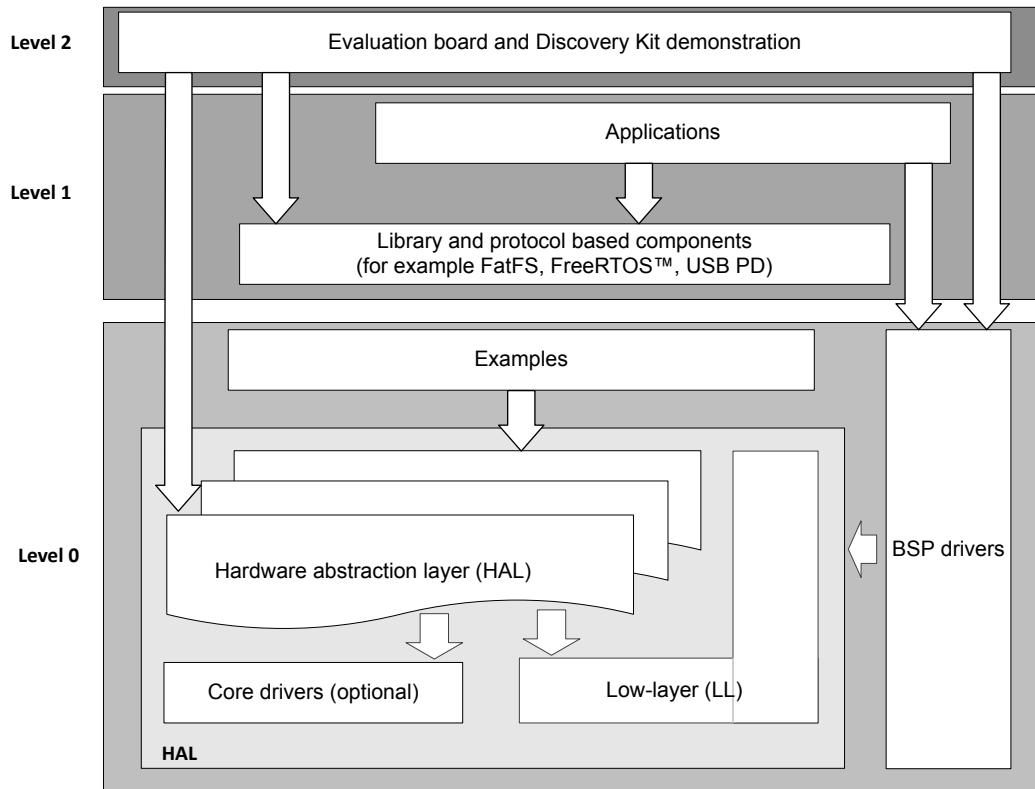 Level 2
Evaluation board and Discovery Kit demonstration
Level 1
Applications
Library and protocol based components
(for example FatFS, FreeRTOS™, USB PD)
Level 0
Examples
Hardware abstraction layer (HAL)
BSP drivers
Core drivers (optional)
Low-layer (LL)
HAL